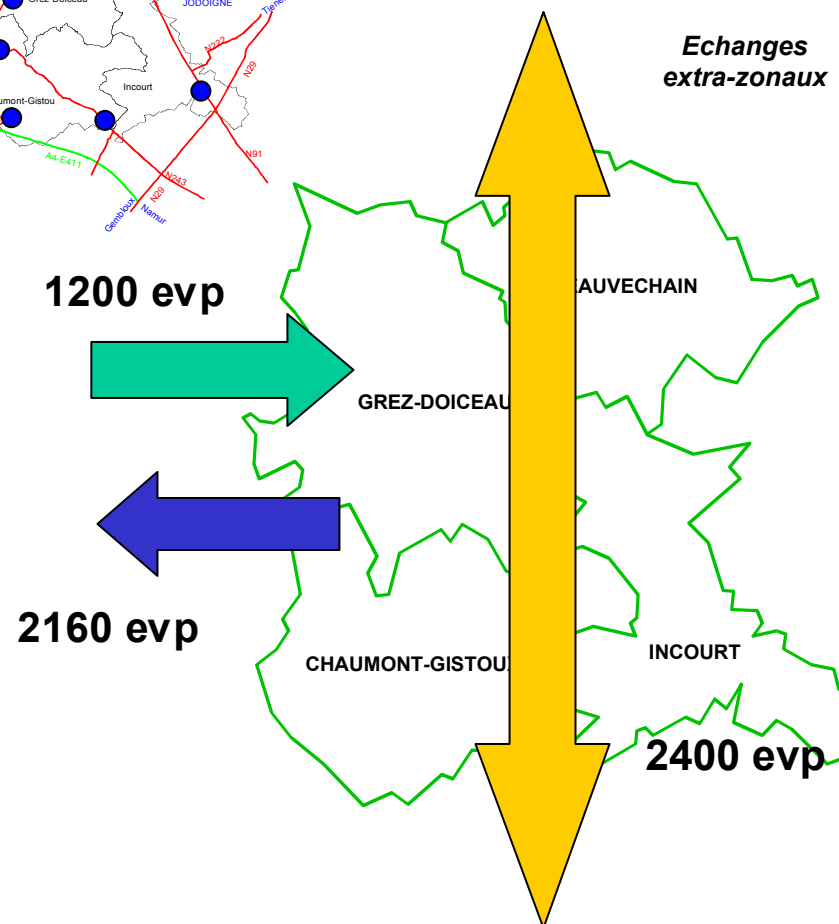 JODOIGNE
N222
N29
Incourt
A4-E411
N243
N91
N29
Gembloux
Namur
Echanges
extra-zonaux
1200 evp
EAUVECHAIN
GREZ-DOICEAU
2160 evp
CHAUMONT-GISTOUX
INCOURT
2400 evp